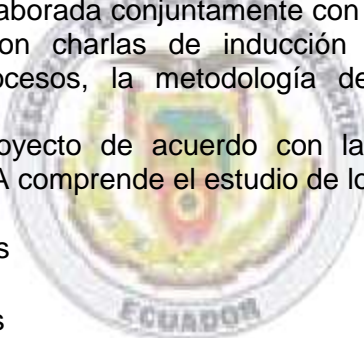 aborada conjuntamente con
on charlas de inducción
ocesos, la metodología de
oyecto de acuerdo con la
A comprende el estudio de lo
s
s
ECUADOR